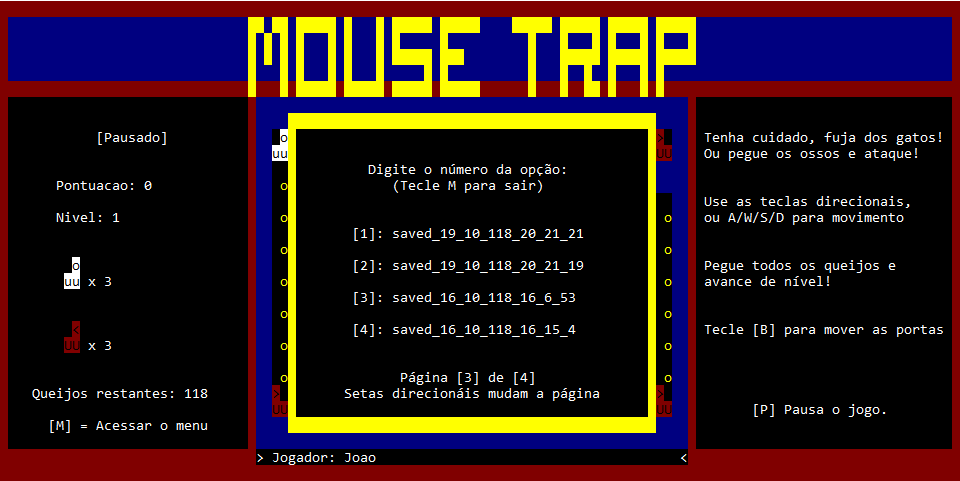 MOUSE TRAP
[Pausado]
Pontuacao: 0
Nivel: 1
o
uu x 3
<
uu x 3
Queijos restantes: 118
[M] = Acessar o menu
Digite o número da opção:
(Tecle M para sair)
[1]: saved_19_10_118_20_21_21
[2]: saved_19_10_118_20_21_19
[3]: saved_16_10_118_16_6_53
[4]: saved_16_10_118_16_15_4
Página [3] de [4]
Setas direcionáis mudam a página
> Jogador: Joao <
Tenha cuidado, fuja dos gatos!
Ou pegue os ossos e ataque!
Use as teclas direcionais,
ou A/W/S/D para movimento
Pegue todos os queijos e
avance de nível!
Tecle [B] para mover as portas
[P] Pausa o jogo.